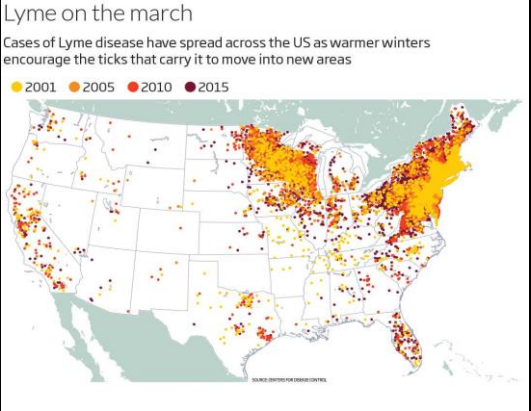 Lyme on the march
Cases of Lyme disease have spread across the US as warmer winters
encourage the ticks that carry it to move into new areas
2001 2005 2010 2015
SOURCE: CENTERS FOR DISEASE CONTROL